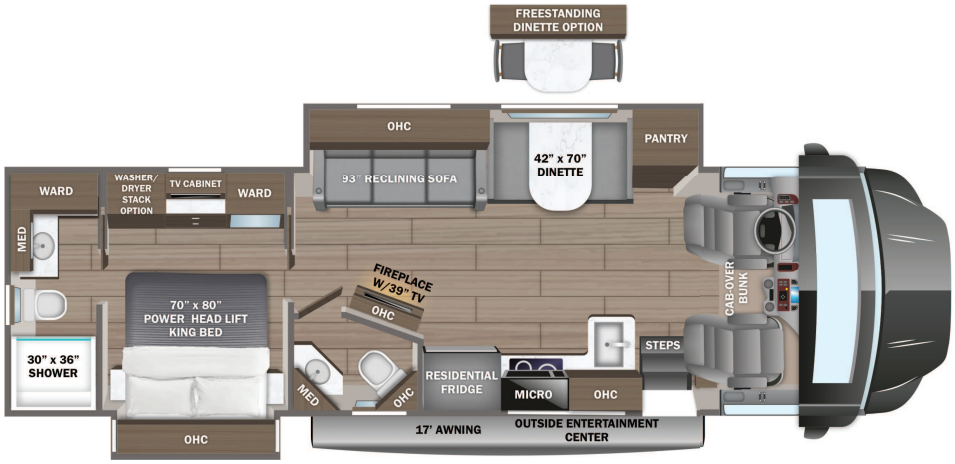 FREESTANDING
DINETTE OPTION
OHC
PANTRY
42" x 70"
DINETTE
93" RECLINING SOFA
WARD
WASHER/
DRYER
STACK
OPTION
TV CABINET
WARD
MED
FIREPLACE
W/39" TV
OHC
CAB-OVER
BUNK
70" x 80"
POWER HEAD LIFT
KING BED
30" x 36"
SHOWER
STEPS
RESIDENTIAL
FRIDGE
MICRO
OHC
MED
OHC
OHC
17' AWNING
OUTSIDE ENTERTAINMENT
CENTER